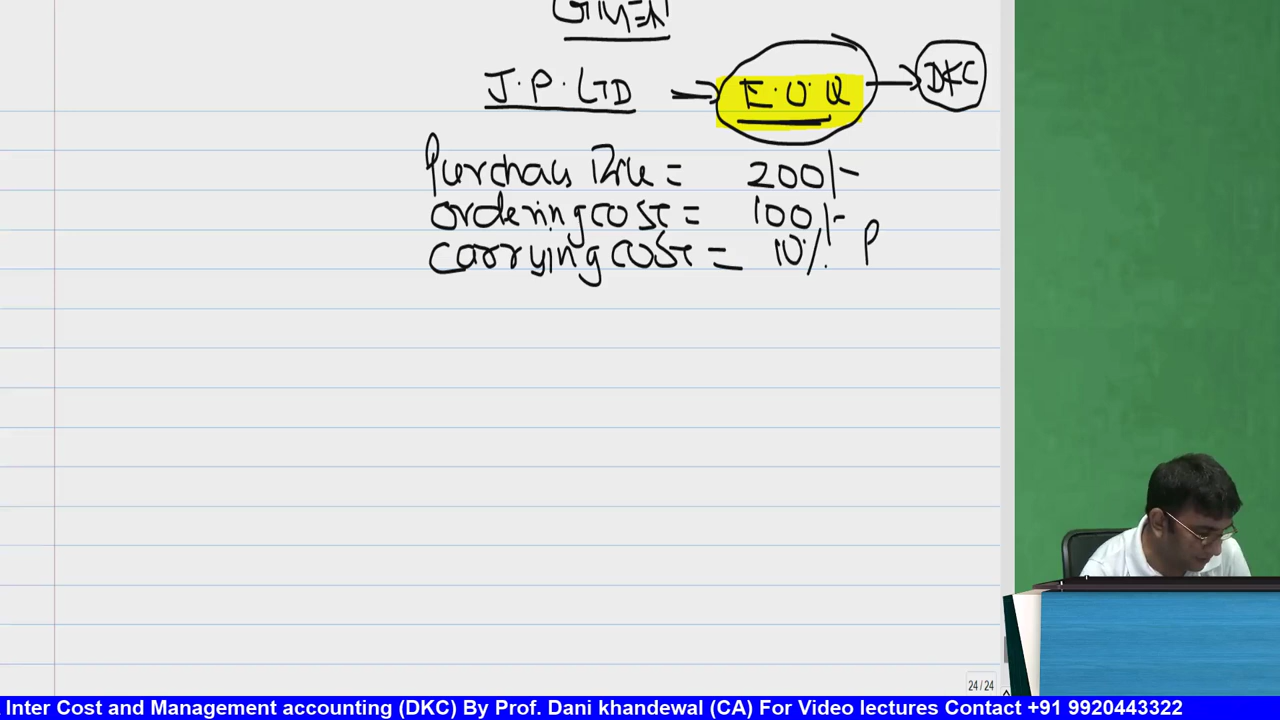 GIVEN
J.P. LTD → E.O.Q → DKC
Purchas Price = 200/-
ordering cost = 100/-
carrying cost = 10% P
24 / 24
Inter Cost and Management accounting (DKC) By Prof. Dani khandewal (CA) For Video lectures Contact +91 9920443322